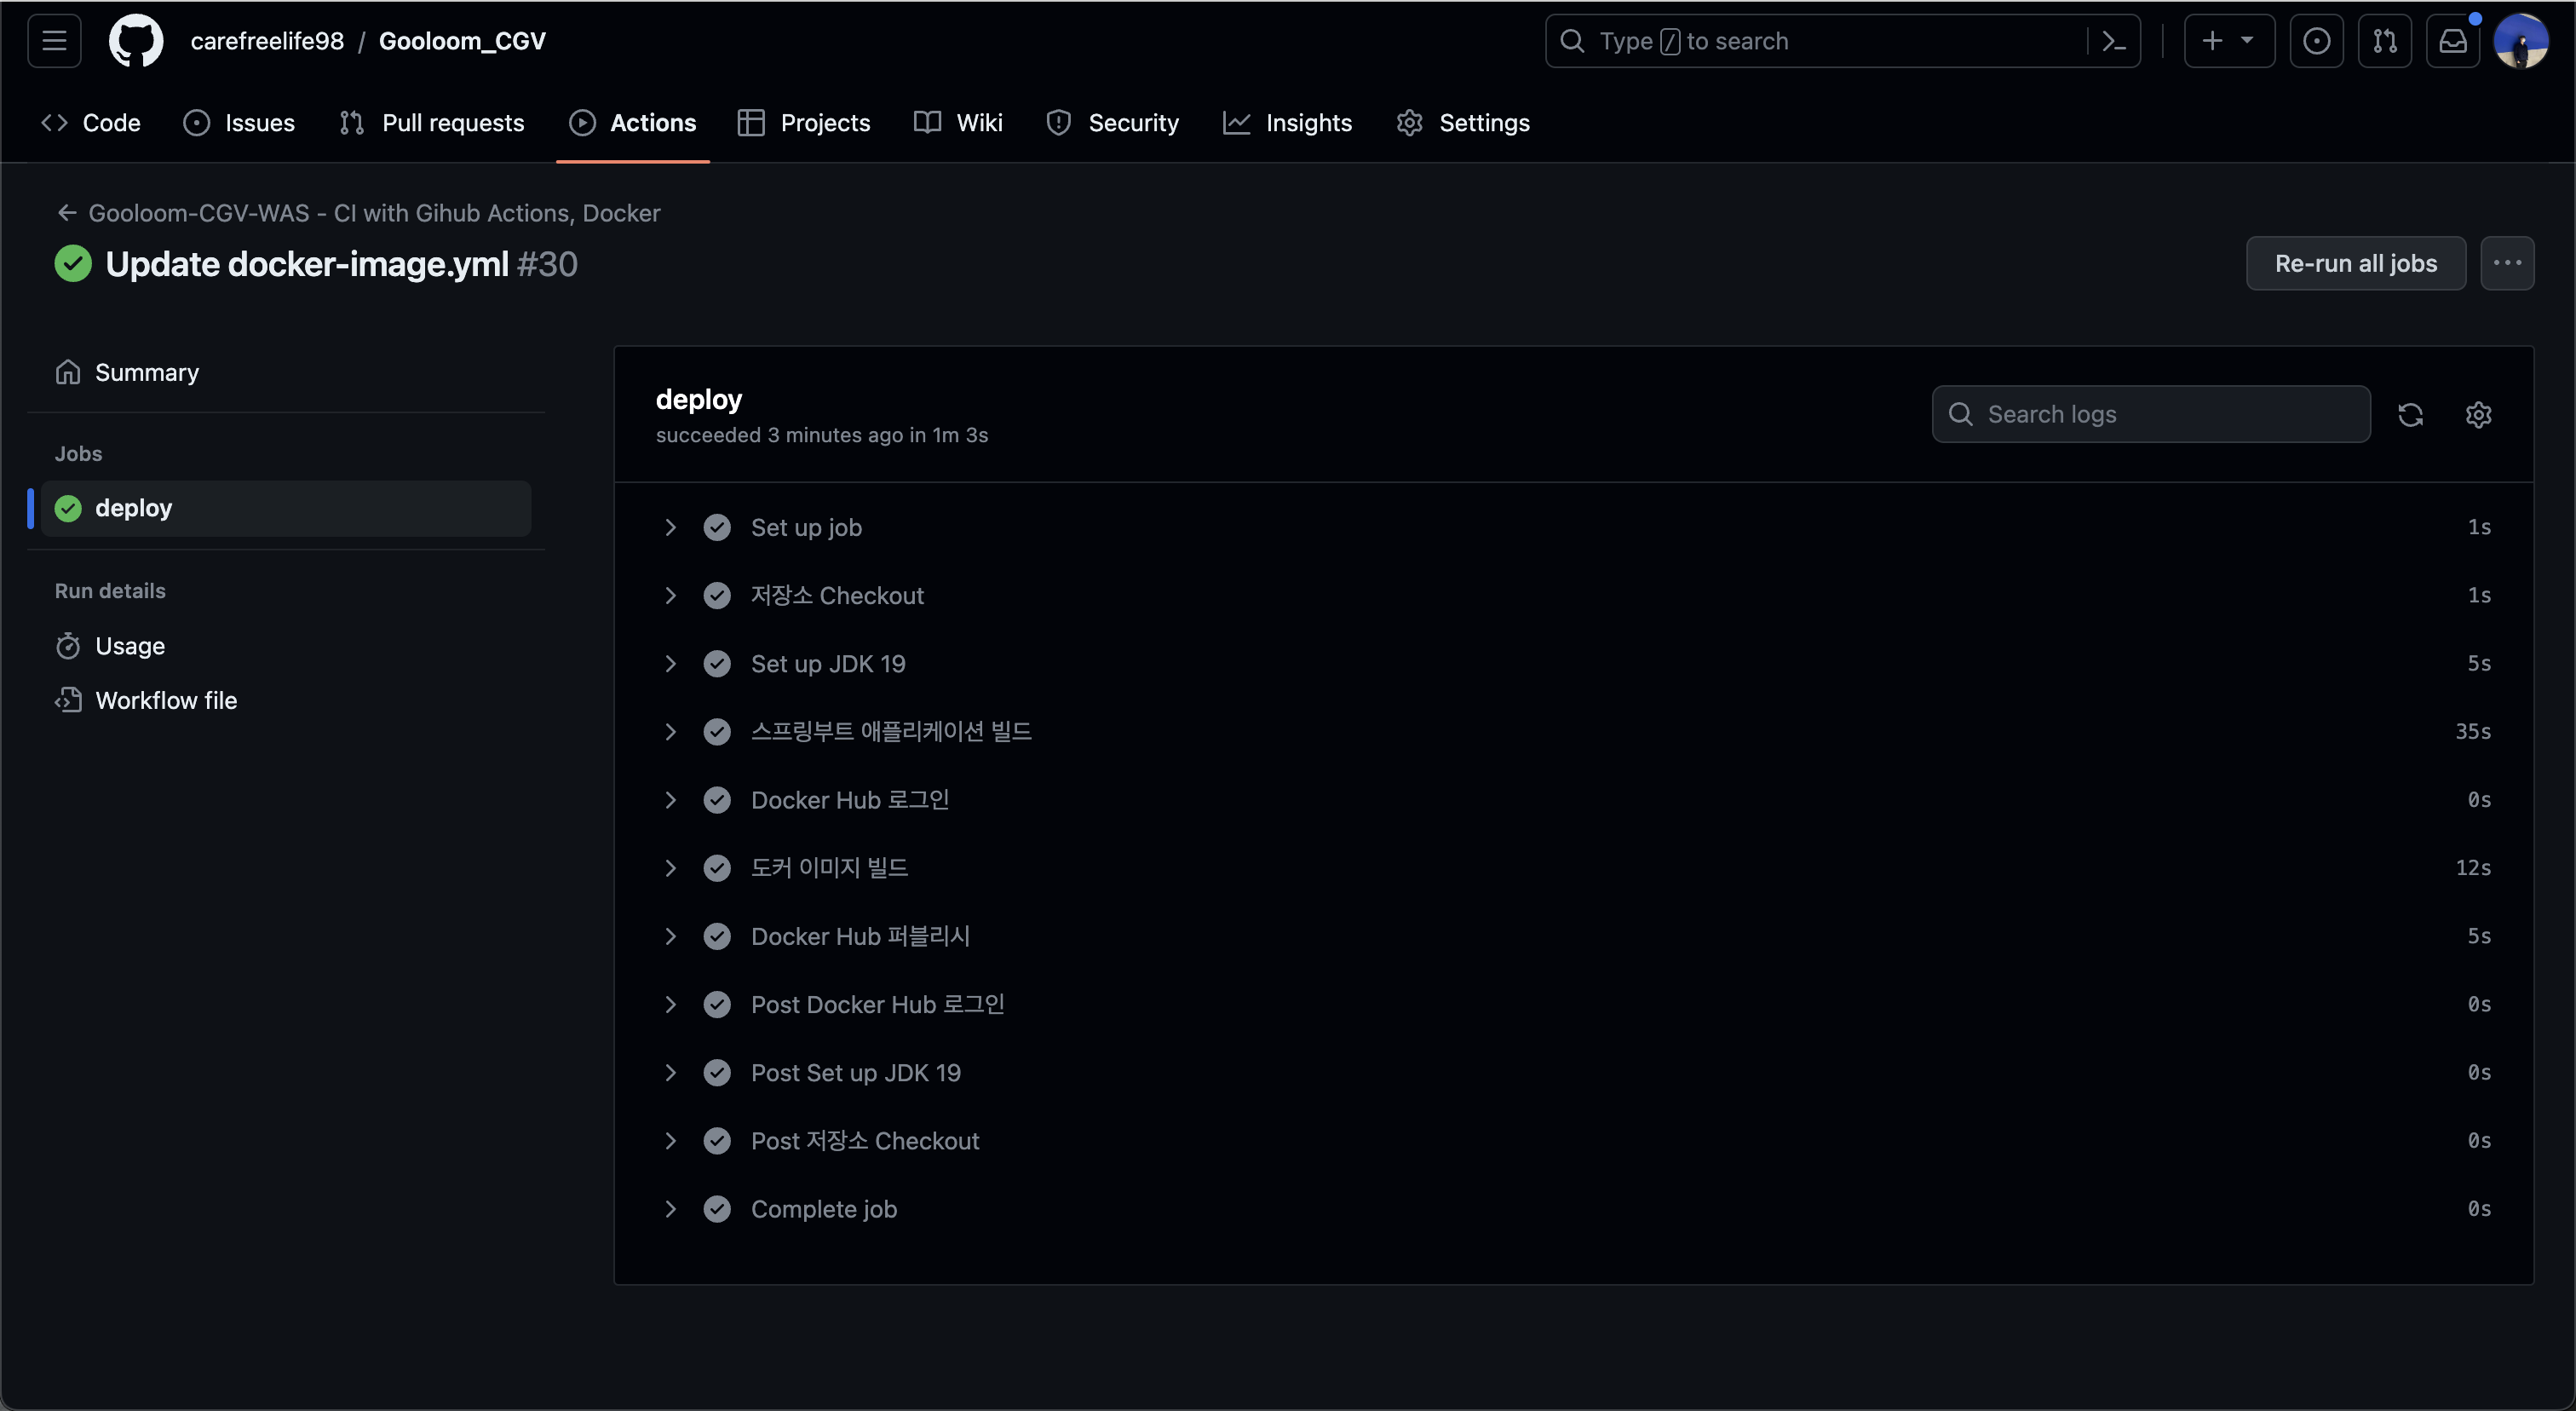 carefreelife98 / Gooloom_CGV
Type / to search
Code Issues Pull requests Actions Projects Wiki Security Insights Settings
Gooloom-CGV-WAS - CI with Gihub Actions, Docker
Update docker-image.yml #30
Re-run all jobs
Summary
Jobs
deploy
Run details
Usage
Workflow file
deploy
succeeded 3 minutes ago in 1m 3s
Search logs
Set up job 1s
저장소 Checkout 1s
Set up JDK 19 5s
스프링부트 애플리케이션 빌드 35s
Docker Hub 로그인 0s
도커 이미지 빌드 12s
Docker Hub 퍼블리시 5s
Post Docker Hub 로그인 0s
Post Set up JDK 19 0s
Post 저장소 Checkout 0s
Complete job 0s